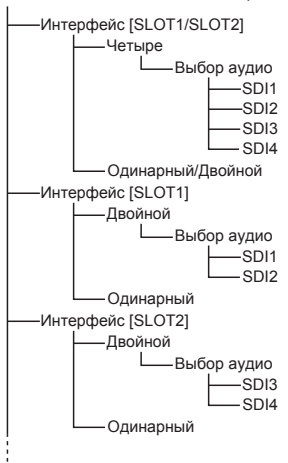 Интерфейс [SLOT1/SLOT2]
Четыре
Выбор аудио
SDI1
SDI2
SDI3
SDI4
Одинарный/Двойной
Интерфейс [SLOT1]
Двойной
Выбор аудио
SDI1
SDI2
Одинарный
Интерфейс [SLOT2]
Двойной
Выбор аудио
SDI3
SDI4
Одинарный